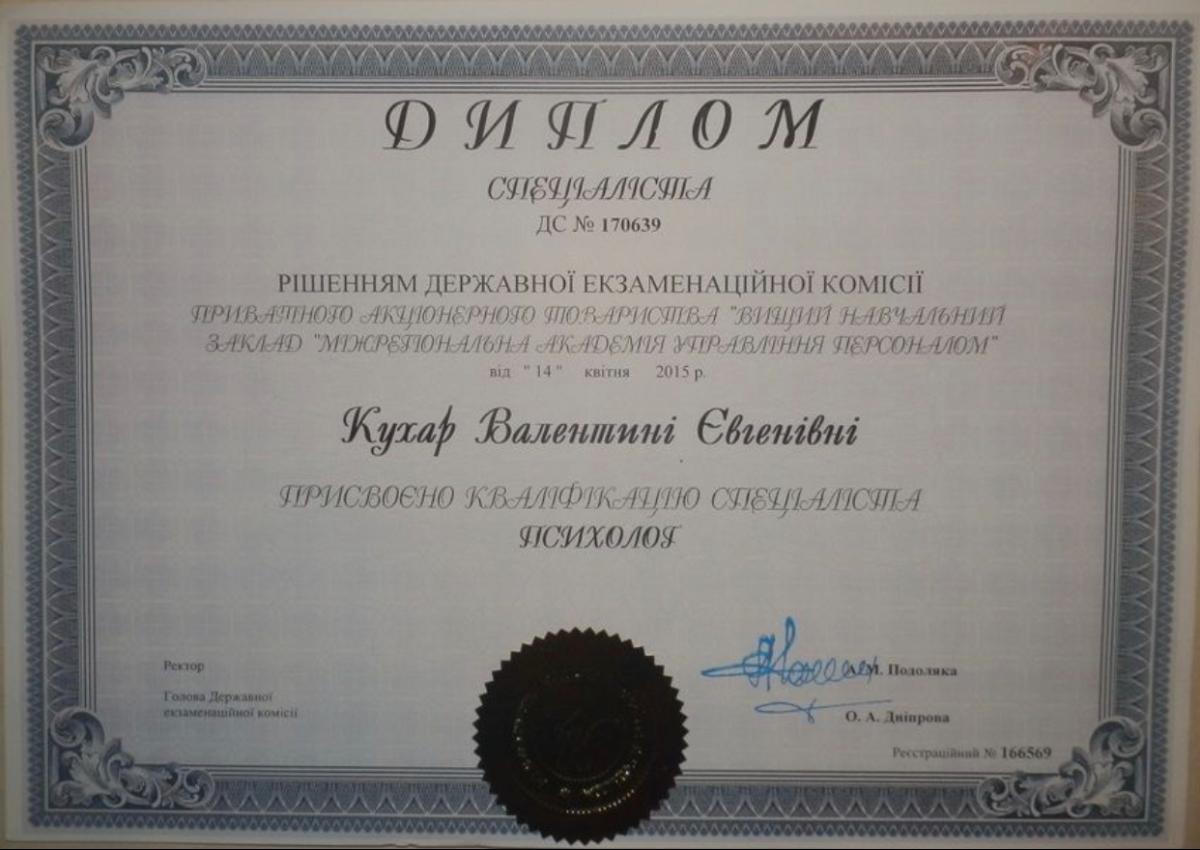 ДИПЛОМ
СПЕЦІАЛІСТА
ДС № 170639
РІШЕННЯМ ДЕРЖАВНОЇ ЕКЗАМЕНАЦІЙНОЇ КОМІСІЇ
ПРИВАТНОГО АКЦІОНЕРНОГО ТОВАРИСТВА "ВИЩИЙ НАВЧАЛЬНИЙ
ЗАКЛАД "МІЖРЕГІОНАЛЬНА АКАДЕМІЯ УПРАВЛІННЯ ПЕРСОНАЛОМ"
від " 14 " квітня 2015 р.
Кухар Валентині Євгенівні
ПРИСВОЄНО КВАЛІФІКАЦІЮ СПЕЦІАЛІСТА
ПСИХОЛОГ
Ректор
А.М. Подоляка
Голова Державної
екзаменаційної комісії
О. А. Дніпрова
Реєстраційний № 166569